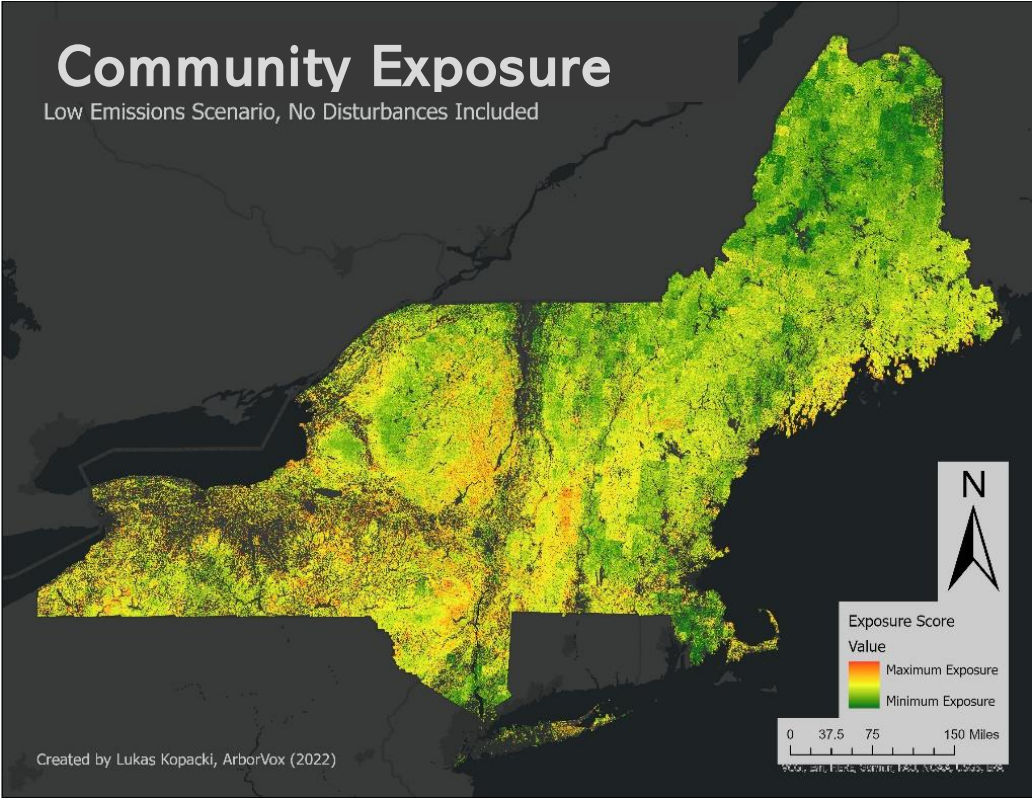 Community Exposure
Low Emissions Scenario, No Disturbances Included
N
Exposure Score
Value
Maximum Exposure
Minimum Exposure
0 37.5 75 150 Miles
Created by Lukas Kopacki, ArborVox (2022)